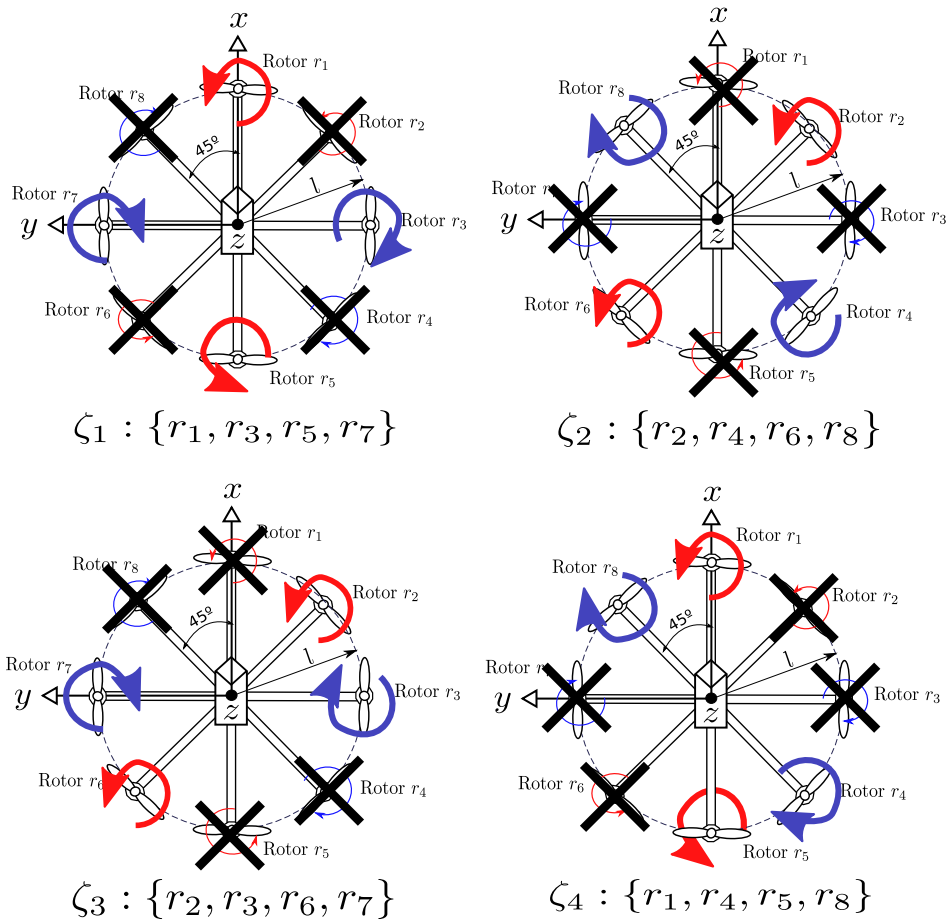 x
Rotor r1
Rotor r8
Rotor r2
45º
l
Rotor r7
Rotor r3
y
z
Rotor r6
Rotor r4
Rotor r5
ζ1 : {r1, r3, r5, r7}
x
Rotor r1
Rotor r8
Rotor r2
45º
l
Rotor
Rotor r3
y
z
Rotor r6
Rotor r4
Rotor r5
ζ2 : {r2, r4, r6, r8}
x
Rotor r1
Rotor r8
Rotor r2
45º
l
Rotor r7
Rotor r3
y
z
Rotor r6
Rotor r4
Rotor r5
ζ3 : {r2, r3, r6, r7}
x
Rotor r1
Rotor r8
Rotor r2
45º
l
Rotor
Rotor r3
y
z
Rotor r6
Rotor r4
Rotor r5
ζ4 : {r1, r4, r5, r8}